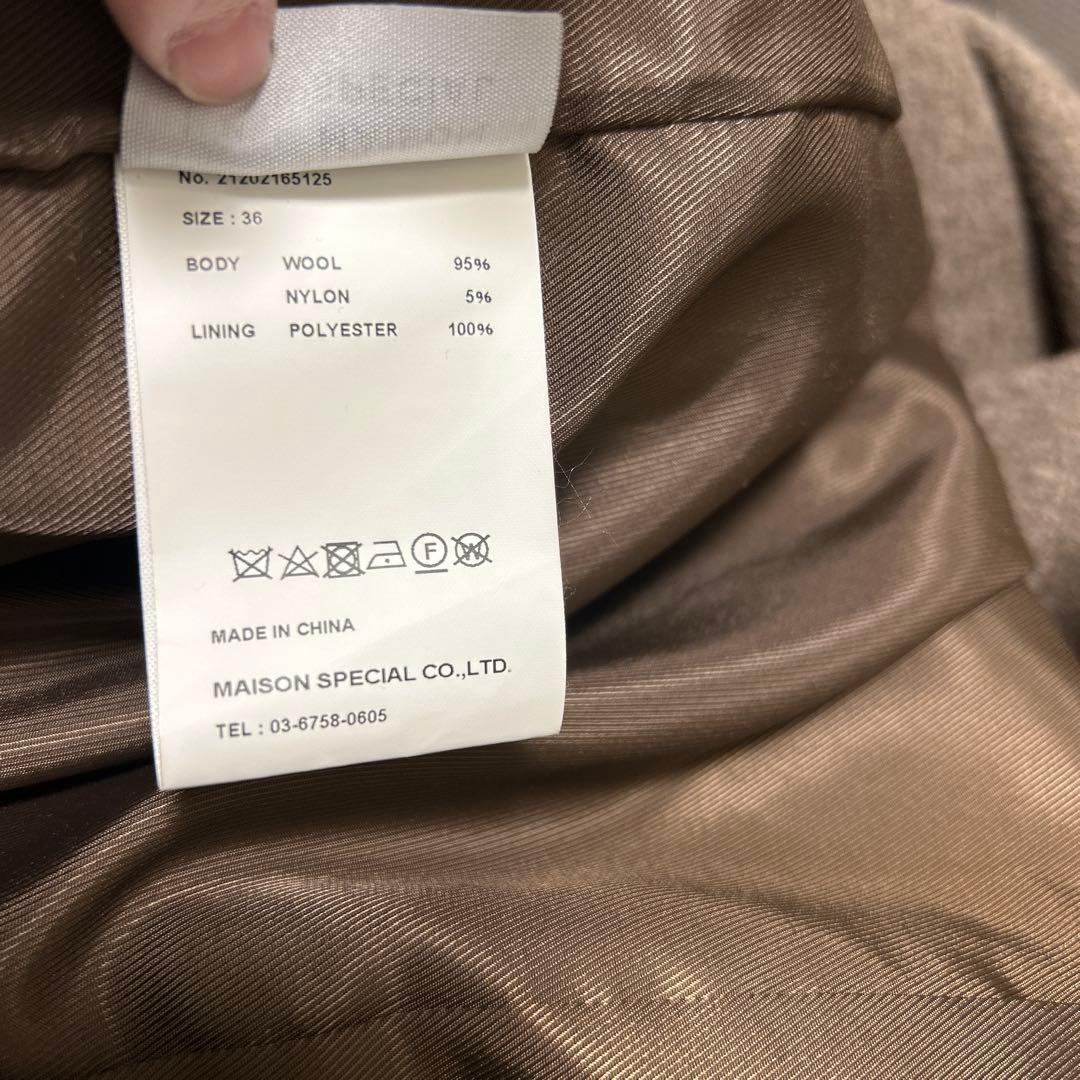 No. 21202165125
SIZE : 36
BODY WOOL 95%
NYLON 5%
LINING POLYESTER 100%
F W
MADE IN CHINA
MAISON SPECIAL CO.,LTD.
TEL : 03-6758-0605